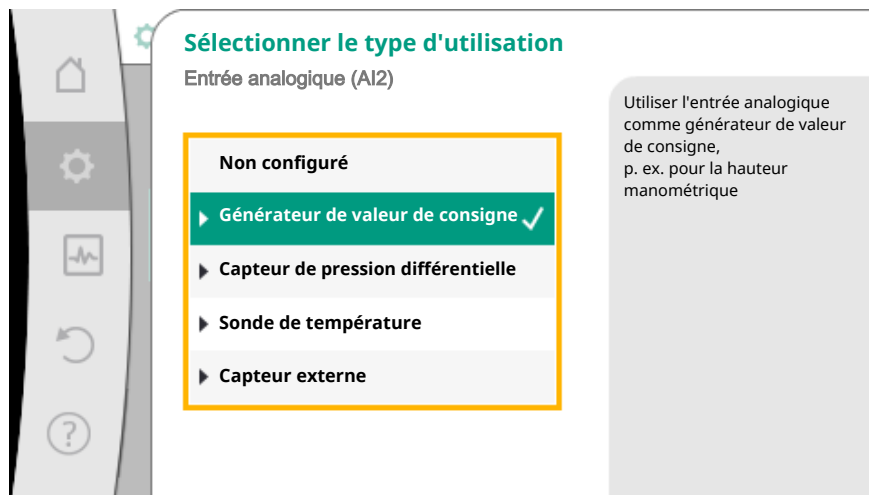 Sélectionner le type d'utilisation
Entrée analogique (AI2)
Non configuré
Générateur de valeur de consigne
Capteur de pression différentielle
Sonde de température
Capteur externe
Utiliser l'entrée analogique
comme générateur de valeur
de consigne,
p. ex. pour la hauteur
manométrique
?